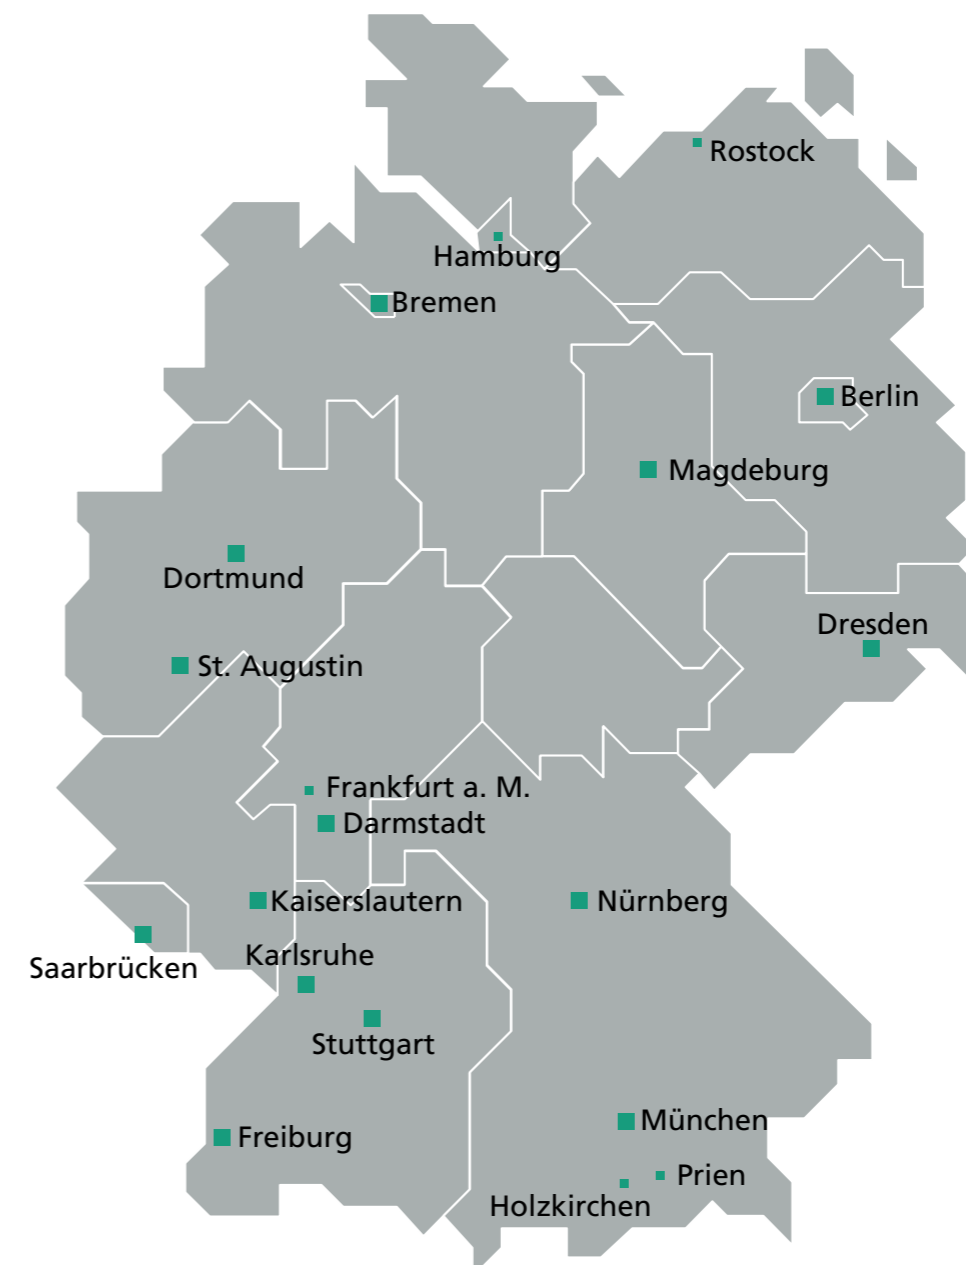 Rostock
Hamburg
Bremen
Berlin
Magdeburg
Dortmund
Dresden
St. Augustin
Frankfurt a. M.
Darmstadt
Kaiserslautern
Nürnberg
Karlsruhe
Saarbrücken
Stuttgart
München
Freiburg
Prien
Holzkirchen